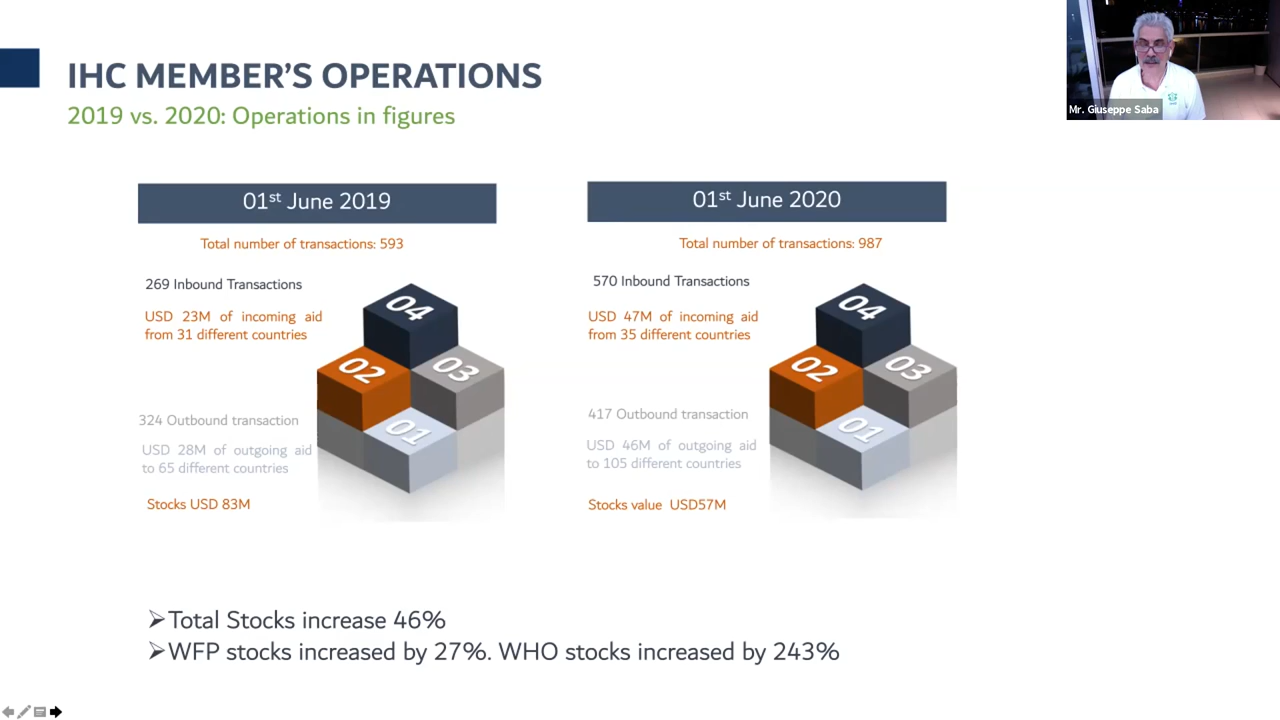 IHC MEMBER’S OPERATIONS
2019 vs. 2020: Operations in figures
Mr. Giuseppe Saba
01st June 2019
Total number of transactions: 593
269 Inbound Transactions
USD 23M of incoming aid
from 31 different countries
04
02
03
01
324 Outbound transaction
USD 28M of outgoing aid
to 65 different countries
Stocks USD 83M
01st June 2020
Total number of transactions: 987
570 Inbound Transactions
USD 47M of incoming aid
from 35 different countries
04
02
03
01
417 Outbound transaction
USD 46M of outgoing aid
to 105 different countries
Stocks value USD57M
➢Total Stocks increase 46%
➢WFP stocks increased by 27%. WHO stocks increased by 243%